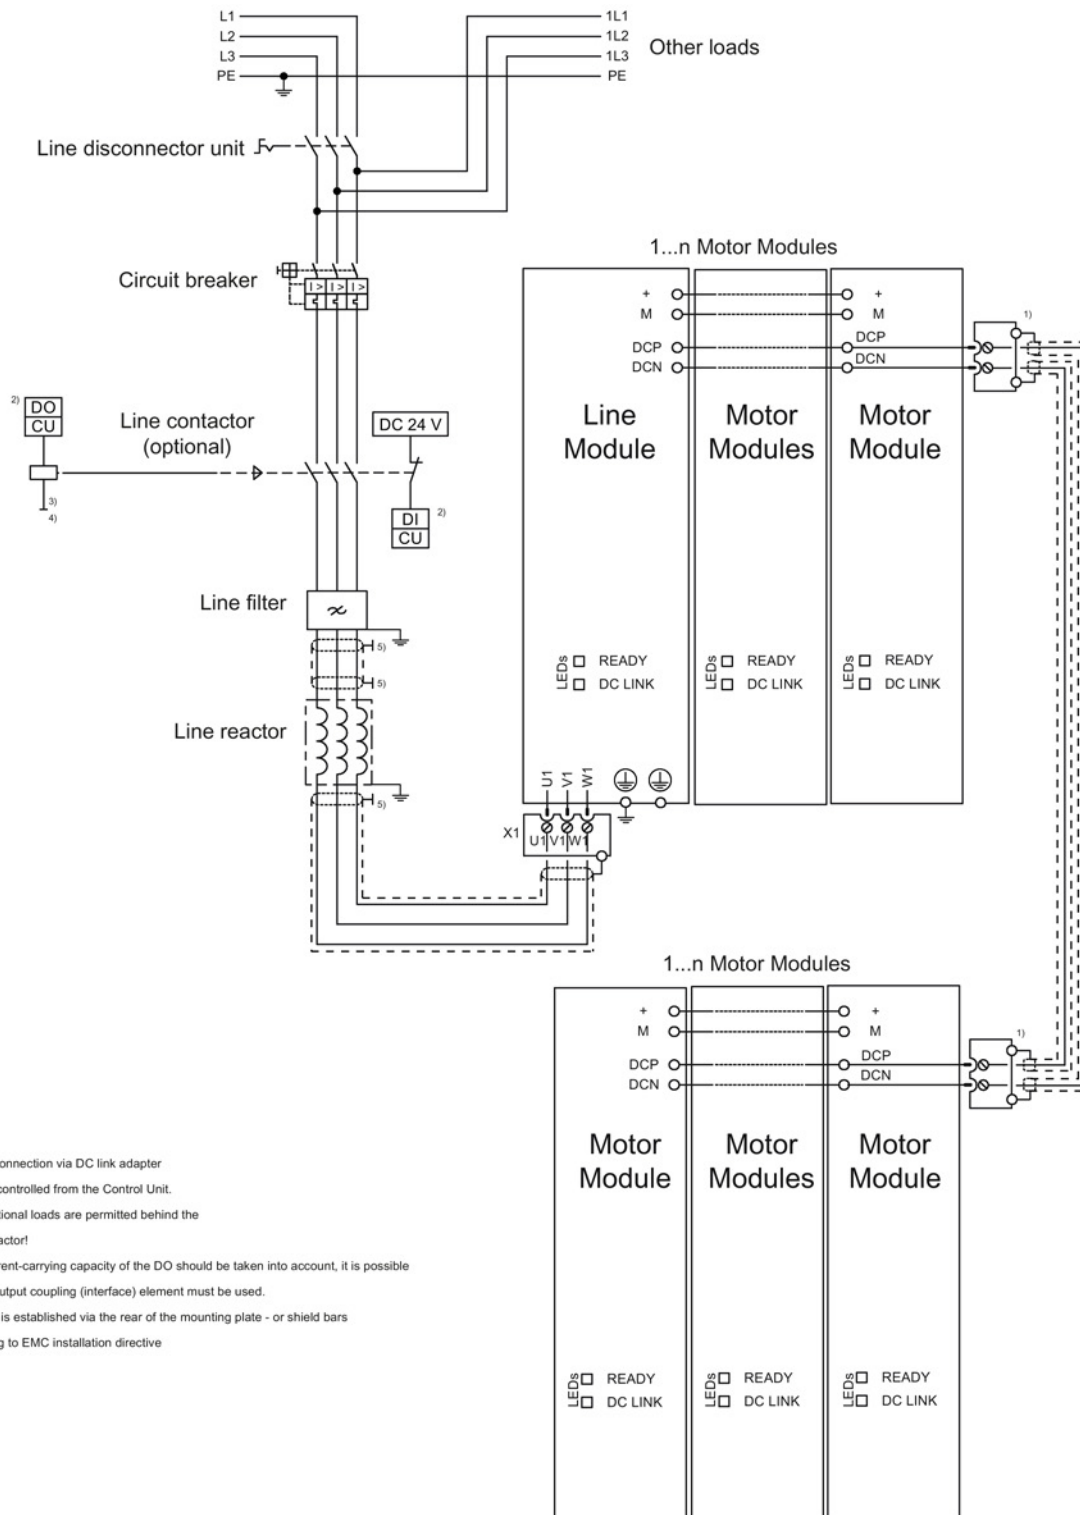 L1 1L1
L2 1L2
L3 1L3
PE PE
Other loads
Line disconnector unit
Circuit breaker
I> I> I>
2) DO
CU
Line contactor
(optional)
DC 24 V
3)
4)
DI 2)
CU
Line filter
5)
5)
Line reactor
5)
1...n Motor Modules
+ +
M M
DCP DCP
DCN DCN
1)
Line
Module
Motor
Modules
Motor
Module
LEDs READY
DC LINK
LEDs READY
DC LINK
LEDs READY
DC LINK
U1 V1 W1
X1
U1 V1 W1
1...n Motor Modules
+ +
M M
DCP DCP
DCN DCN
1)
Motor
Module
Motor
Modules
Motor
Module
LEDs READY
DC LINK
LEDs READY
DC LINK
LEDs READY
DC LINK
onnection via DC link adapter
controlled from the Control Unit.
tional loads are permitted behind the
actor!
rent-carrying capacity of the DO should be taken into account, it is possible
utput coupling (interface) element must be used.
is established via the rear of the mounting plate - or shield bars
g to EMC installation directive